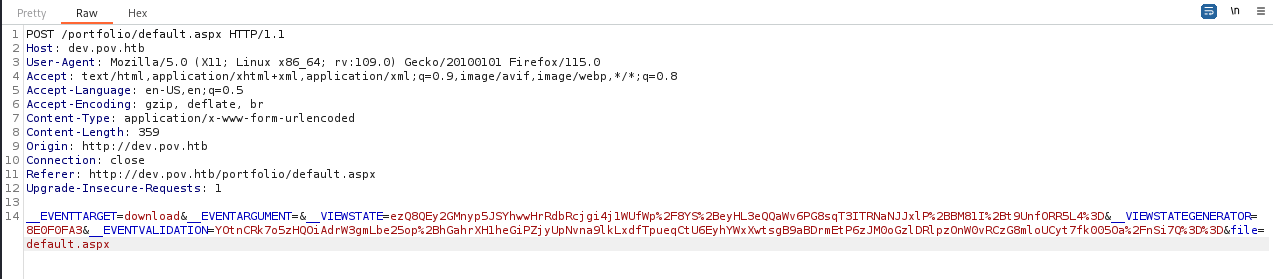 Pretty Raw Hex \n
1 POST /portfolio/default.aspx HTTP/1.1
2 Host: dev.pov.htb
3 User-Agent: Mozilla/5.0 (X11; Linux x86_64; rv:109.0) Gecko/20100101 Firefox/115.0
4 Accept: text/html,application/xhtml+xml,application/xml;q=0.9,image/avif,image/webp,*/*;q=0.8
5 Accept-Language: en-US,en;q=0.5
6 Accept-Encoding: gzip, deflate, br
7 Content-Type: application/x-www-form-urlencoded
8 Content-Length: 359
9 Origin: http://dev.pov.htb
10 Connection: close
11 Referer: http://dev.pov.htb/portfolio/default.aspx
12 Upgrade-Insecure-Requests: 1
13
14 __EVENTTARGET=download&__EVENTARGUMENT=&__VIEWSTATE=ezQ8QEy2GMnyp5JSYhwwHrRdbRcjgi4j1WUfWp%2F8YS%2BeyHL3eQQaWv6PG8sqT3ITRNaNJJxlP%2BBM81I%2Bt9UnfORR5L4%3D&__VIEWSTATEGENERATOR=
8E0F0FA3&__EVENTVALIDATION=YOtnCRk7o5zHQOiAdrW3gmLbe25op%2BhGahrXH1heGiPZjyUpNvna9lkLxdfTpueqCtU6EyhYWxXwtsgB9aBDrmEtP6zJM0oGzlDRlpzOnW0vRCzG8mloUCyt7fk005Oa%2FnSi7Q%3D%3D&file=
default.aspx